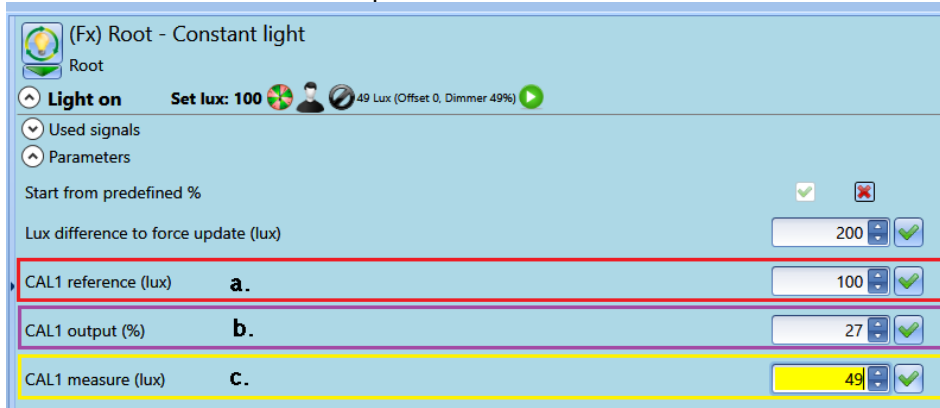 (Fx) Root - Constant light
Root
Light on Set lux: 100 49 Lux (Offset 0, Dimmer 49%)
Used signals
Parameters
Start from predefined %
Lux difference to force update (lux) 200
CAL1 reference (lux) a. 100
CAL1 output (%) b. 27
CAL1 measure (lux) c. 49